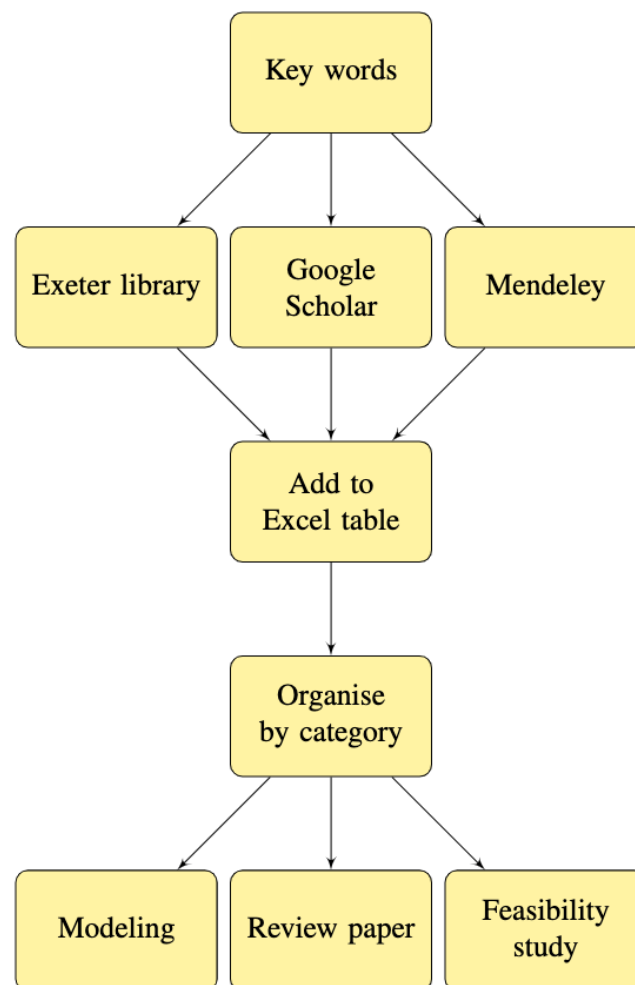 Key words
Exeter library
Google
Scholar
Mendeley
Add to
Excel table
Organise
by category
Modeling
Review paper
Feasibility
study